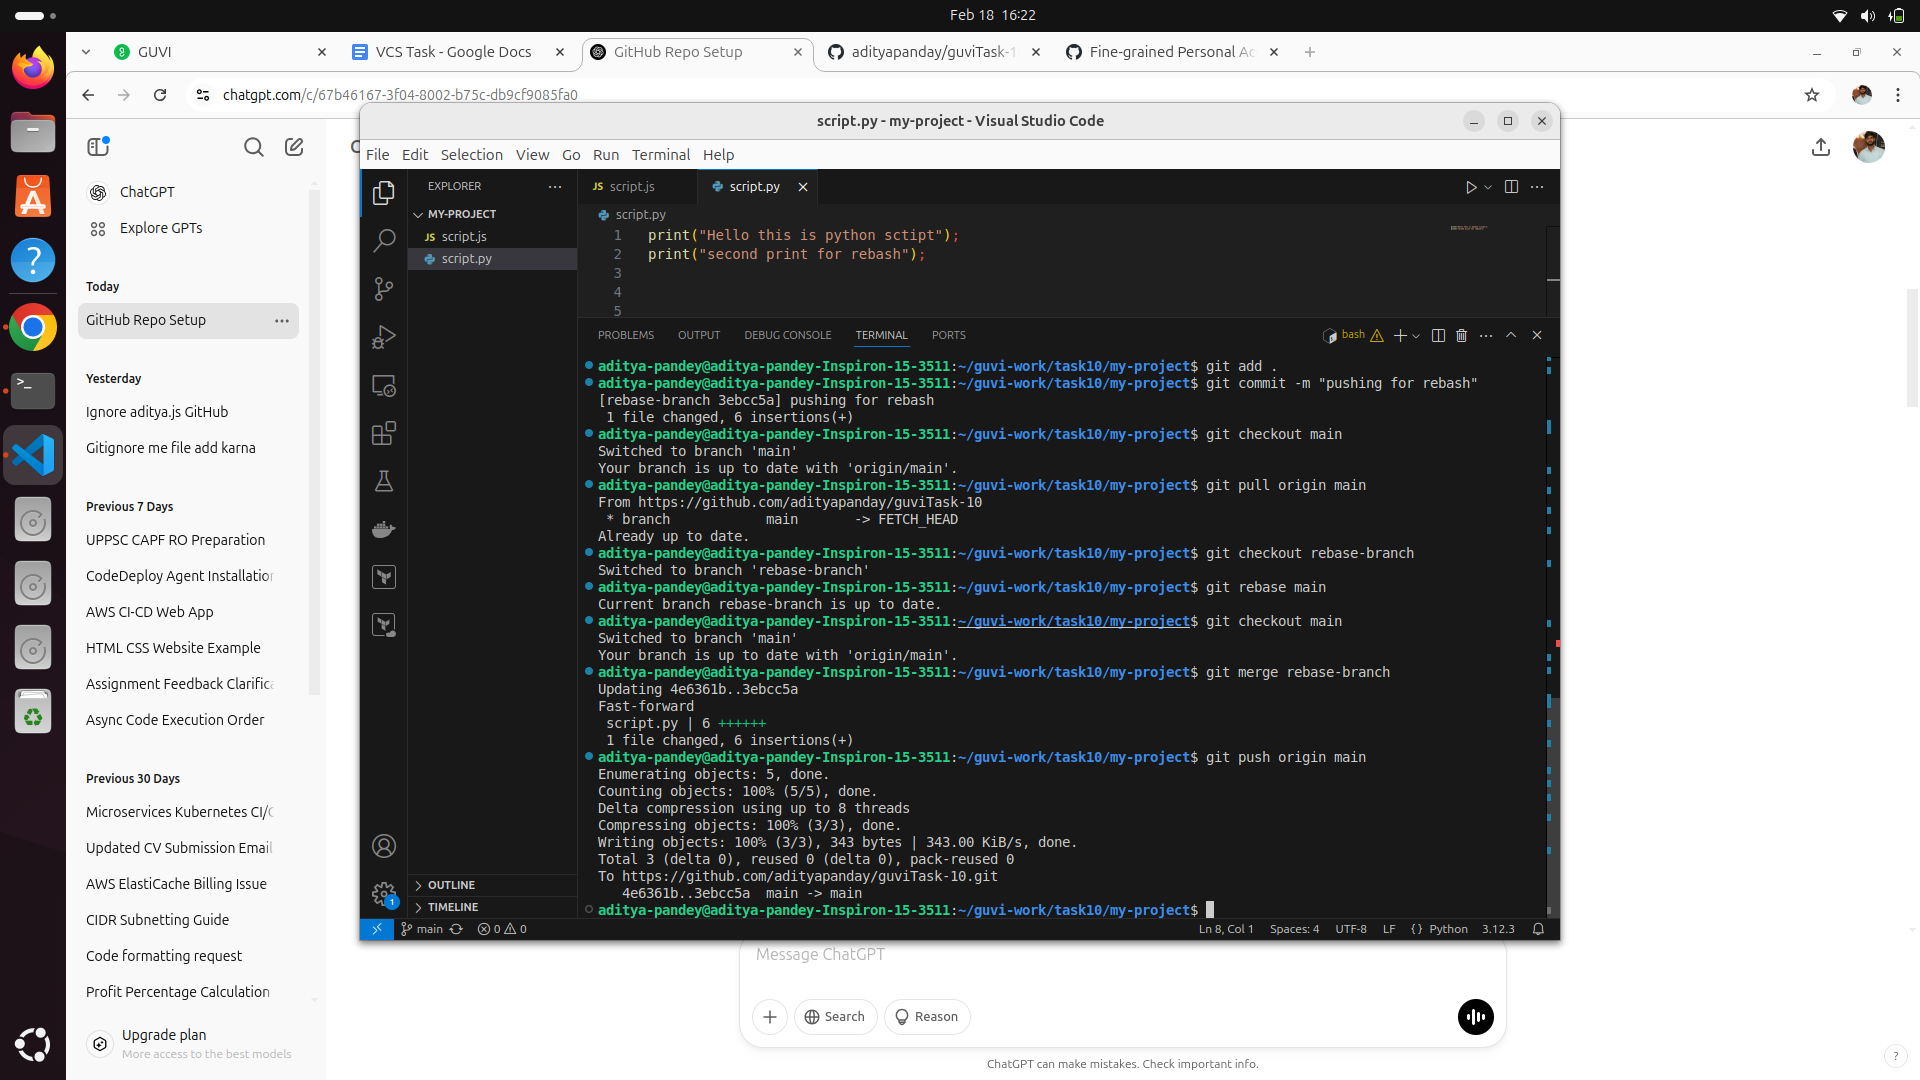 Feb 18 16:22
GUVI
VCS Task - Google Docs
GitHub Repo Setup
adityapanday/guviTask-1
Fine-grained Personal Ac
chatgpt.com/c/67b46167-3f04-8002-b75c-db9cf9085fa0
ChatGPT
Explore GPTs
Today
GitHub Repo Setup
Yesterday
Ignore aditya.js GitHub
Gitignore me file add karna
Previous 7 Days
UPPSC CAPF RO Preparation
CodeDeploy Agent Installation
AWS CI-CD Web App
HTML CSS Website Example
Assignment Feedback Clarifica
Async Code Execution Order
Previous 30 Days
Microservices Kubernetes CI/C
Updated CV Submission Email
AWS ElastiCache Billing Issue
CIDR Subnetting Guide
Code formatting request
Profit Percentage Calculation
Upgrade plan
More access to the best models
script.py - my-project - Visual Studio Code
File Edit Selection View Go Run Terminal Help
EXPLORER
MY-PROJECT
JS script.js
script.py
OUTLINE
TIMELINE
JS script.js
script.py
script.py
1 print("Hello this is python sctipt");
2 print("second print for rebash");
3
4
5
PROBLEMS OUTPUT DEBUG CONSOLE TERMINAL PORTS
bash
aditya-pandey@aditya-pandey-Inspiron-15-3511:~/guvi-work/task10/my-project$ git add .
aditya-pandey@aditya-pandey-Inspiron-15-3511:~/guvi-work/task10/my-project$ git commit -m "pushing for rebash"
[rebase-branch 3ebcc5a] pushing for rebash
1 file changed, 6 insertions(+)
aditya-pandey@aditya-pandey-Inspiron-15-3511:~/guvi-work/task10/my-project$ git checkout main
Switched to branch 'main'
Your branch is up to date with 'origin/main'.
aditya-pandey@aditya-pandey-Inspiron-15-3511:~/guvi-work/task10/my-project$ git pull origin main
From https://github.com/adityapanday/guviTask-10
* branch main -> FETCH_HEAD
Already up to date.
aditya-pandey@aditya-pandey-Inspiron-15-3511:~/guvi-work/task10/my-project$ git checkout rebase-branch
Switched to branch 'rebase-branch'
aditya-pandey@aditya-pandey-Inspiron-15-3511:~/guvi-work/task10/my-project$ git rebase main
Current branch rebase-branch is up to date.
aditya-pandey@aditya-pandey-Inspiron-15-3511:~/guvi-work/task10/my-project$ git checkout main
Switched to branch 'main'
Your branch is up to date with 'origin/main'.
aditya-pandey@aditya-pandey-Inspiron-15-3511:~/guvi-work/task10/my-project$ git merge rebase-branch
Updating 4e6361b..3ebcc5a
Fast-forward
script.py | 6 ++++++
1 file changed, 6 insertions(+)
aditya-pandey@aditya-pandey-Inspiron-15-3511:~/guvi-work/task10/my-project$ git push origin main
Enumerating objects: 5, done.
Counting objects: 100% (5/5), done.
Delta compression using up to 8 threads
Compressing objects: 100% (3/3), done.
Writing objects: 100% (3/3), 343 bytes | 343.00 KiB/s, done.
Total 3 (delta 0), reused 0 (delta 0), pack-reused 0
To https://github.com/adityapanday/guviTask-10.git
4e6361b..3ebcc5a main -> main
aditya-pandey@aditya-pandey-Inspiron-15-3511:~/guvi-work/task10/my-project$
1
main 0 0 Ln 8, Col 1 Spaces: 4 UTF-8 LF {} Python 3.12.3
Message ChatGPT
Search
Reason
ChatGPT can make mistakes. Check important info.
?